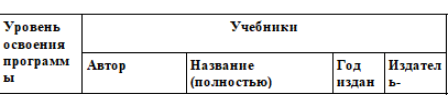 Уровень освоения программ ы
Учебники
Автор
Название (полностью)
Год издан
Издател ь-